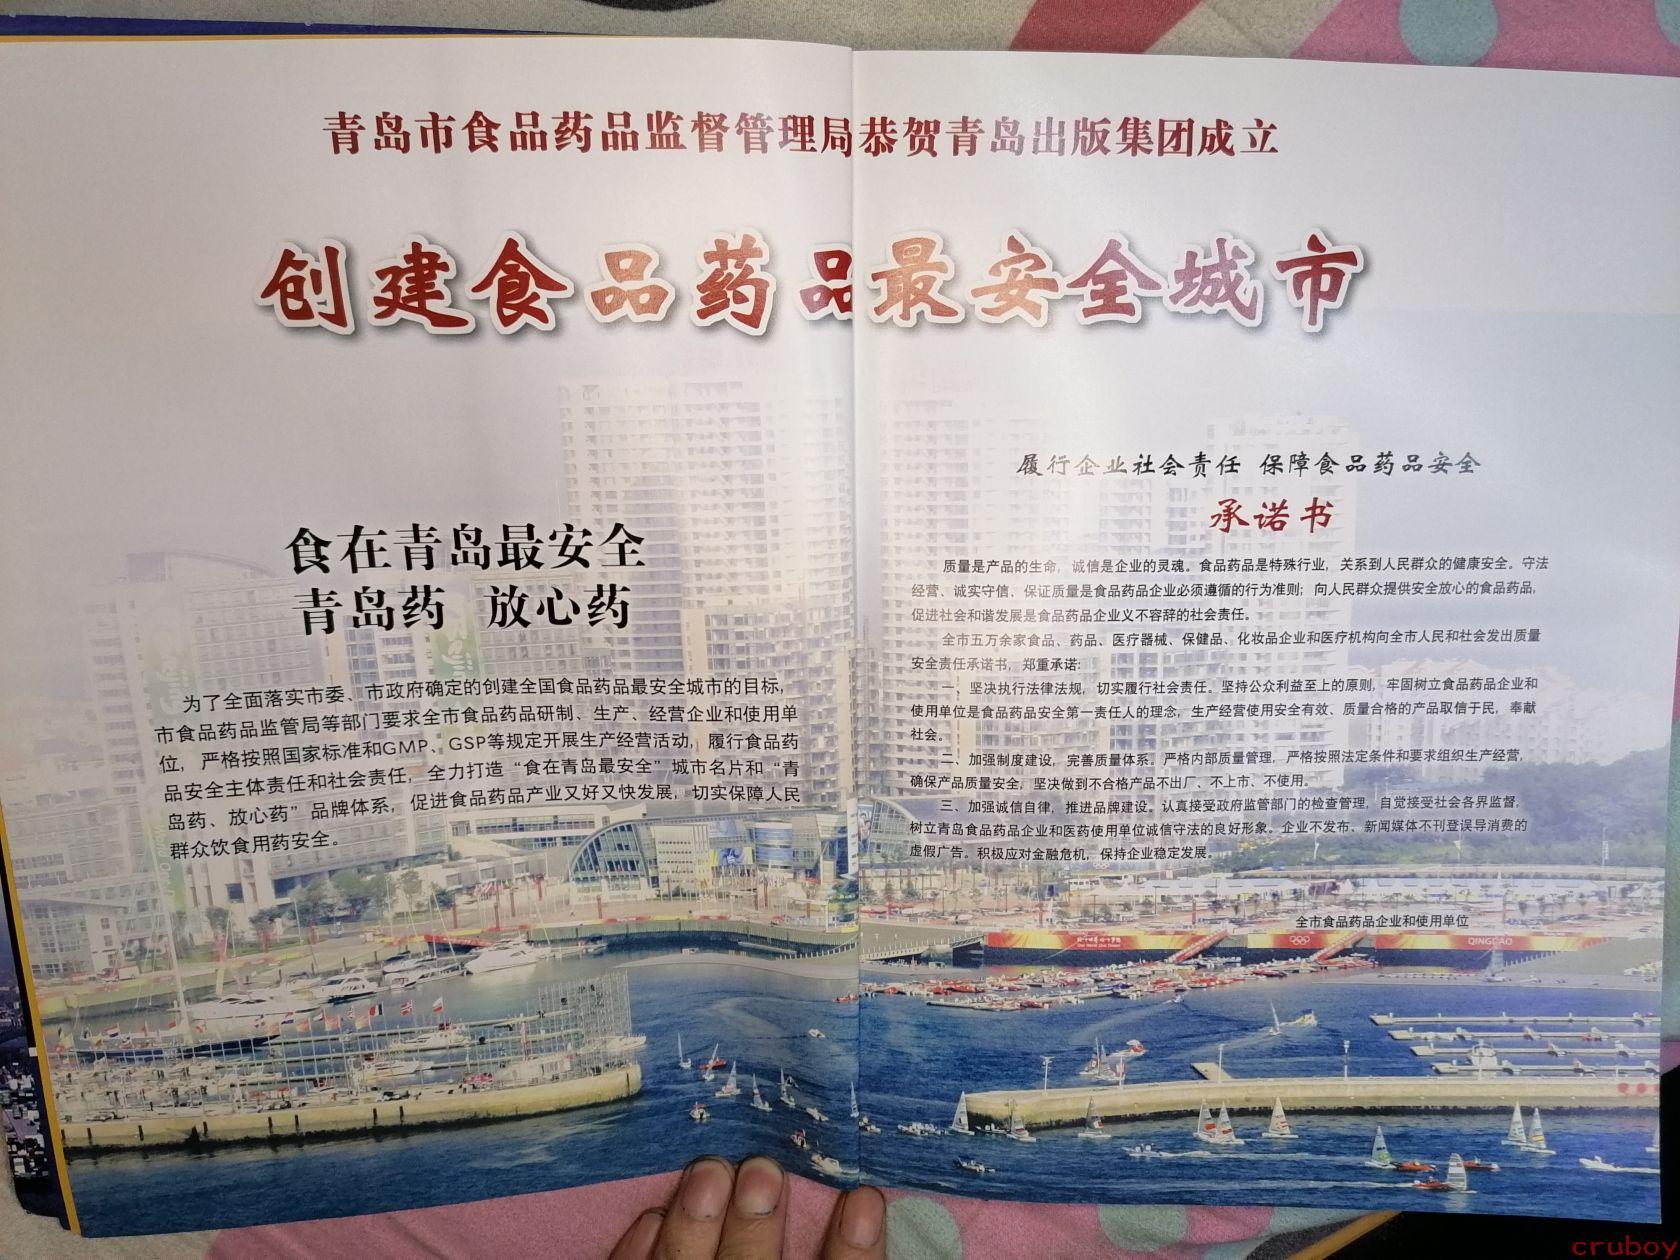 青岛市食品药品监督管理局恭贺青岛出版集团成立
创建食品药品最安全城市
食在青岛最安全
青岛药 放心药
为了全面落实市委、市政府确定的创建全国食品药品最安全城市的目标，
市食品药品监管局等部门要求全市食品药品研制、生产、经营企业和使用单
位，严格按照国家标准和GMP、GSP等规定开展生产经营活动，履行食品药
品安全主体责任和社会责任，全力打造“食在青岛最安全”城市名片和“青
岛药、放心药”品牌体系，促进食品药品产业又好又快发展，切实保障人民
群众饮食用药安全。
履行企业社会责任 保障食品药品安全
承诺书
质量是产品的生命，诚信是企业的灵魂。食品药品是特殊行业，关系到人民群众的健康安全。守法
经营、诚实守信、保证质量是食品药品企业必须遵循的行为准则；向人民群众提供安全放心的食品药品，
促进社会和谐发展是食品药品企业义不容辞的社会责任。
全市五万余家食品、药品、医疗器械、保健品、化妆品企业和医疗机构向全市人民和社会发出质量
安全责任承诺书，郑重承诺：
一、坚决执行法律法规，切实履行社会责任。坚持公众利益至上的原则，牢固树立食品药品企业和
使用单位是食品药品安全第一责任人的理念，生产经营使用安全有效、质量合格的产品取信于民，奉献
社会。
二、加强制度建设，完善质量体系。严格内部质量管理，严格按照法定条件和要求组织生产经营，
确保产品质量安全，坚决做到不合格产品不出厂、不上市、不使用。
三、加强诚信自律，推进品牌建设。认真接受政府监管部门的检查管理，自觉接受社会各界监督，
树立青岛食品药品企业和医药使用单位诚信守法的良好形象。企业不发布、新闻媒体不刊登误导消费的
虚假广告。积极应对金融危机，保持企业稳定发展。
全市食品药品企业和使用单位
QINGDAO
cruboy